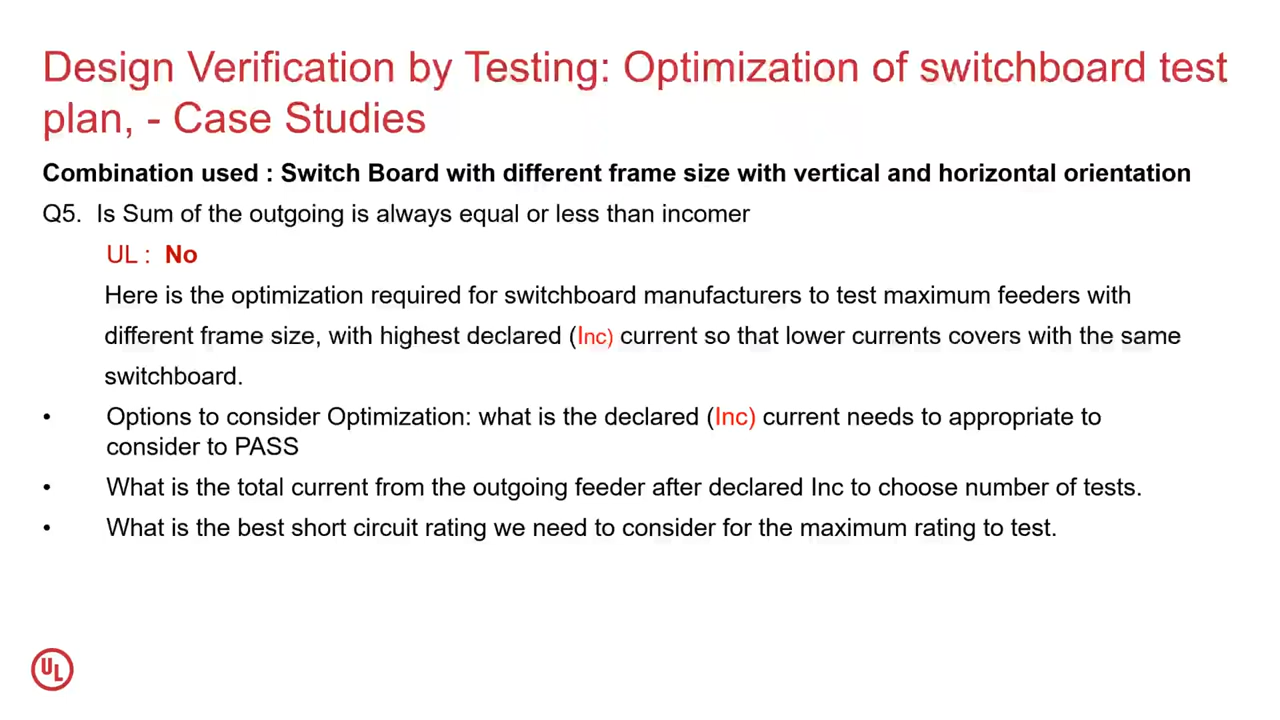 Design Verification by Testing: Optimization of switchboard test
plan, - Case Studies
Combination used : Switch Board with different frame size with vertical and horizontal orientation
Q5. Is Sum of the outgoing is always equal or less than incomer
UL : No
Here is the optimization required for switchboard manufacturers to test maximum feeders with
different frame size, with highest declared (Inc) current so that lower currents covers with the same
switchboard.
• Options to consider Optimization: what is the declared (Inc) current needs to appropriate to
consider to PASS
• What is the total current from the outgoing feeder after declared Inc to choose number of tests.
• What is the best short circuit rating we need to consider for the maximum rating to test.
UL